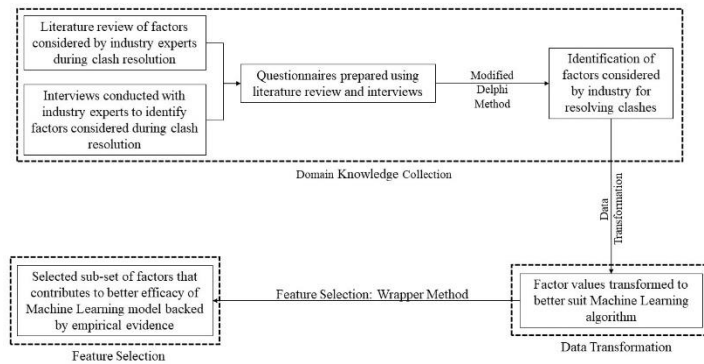 Literature review of factors
considered by industry experts
during clash resolution
Interviews conducted with
industry experts to identify
factors considered during clash
resolution
Questionnaires prepared using
literature review and interviews
Modified
Delphi
Method
Identification of
factors considered
by industry for
resolving clashes
Domain Knowledge Collection
Data
Transformation
Selected sub-set of factors that
contributes to better efficacy of
Machine Learning model backed
by empirical evidence
Feature Selection: Wrapper Method
Factor values transformed to
better suit Machine Learning
algorithm
Feature Selection
Data Transformation